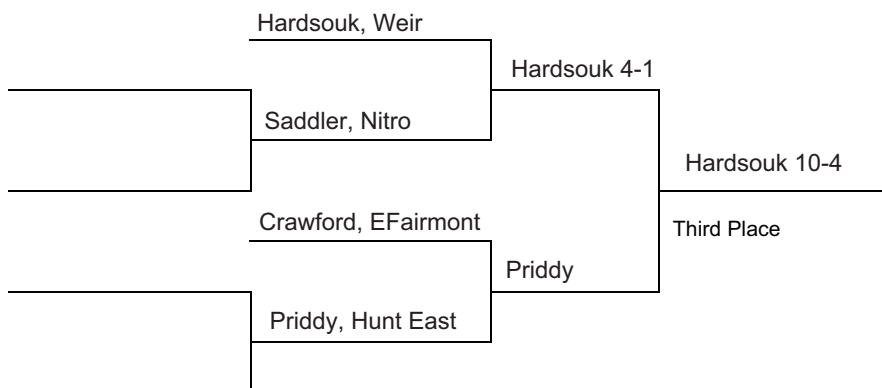 Hardsouk, Weir
Hardsouk 4-1
Saddler, Nitro
Hardsouk 10-4
Crawford, EFairmont
Third Place
Priddy
Priddy, Hunt East